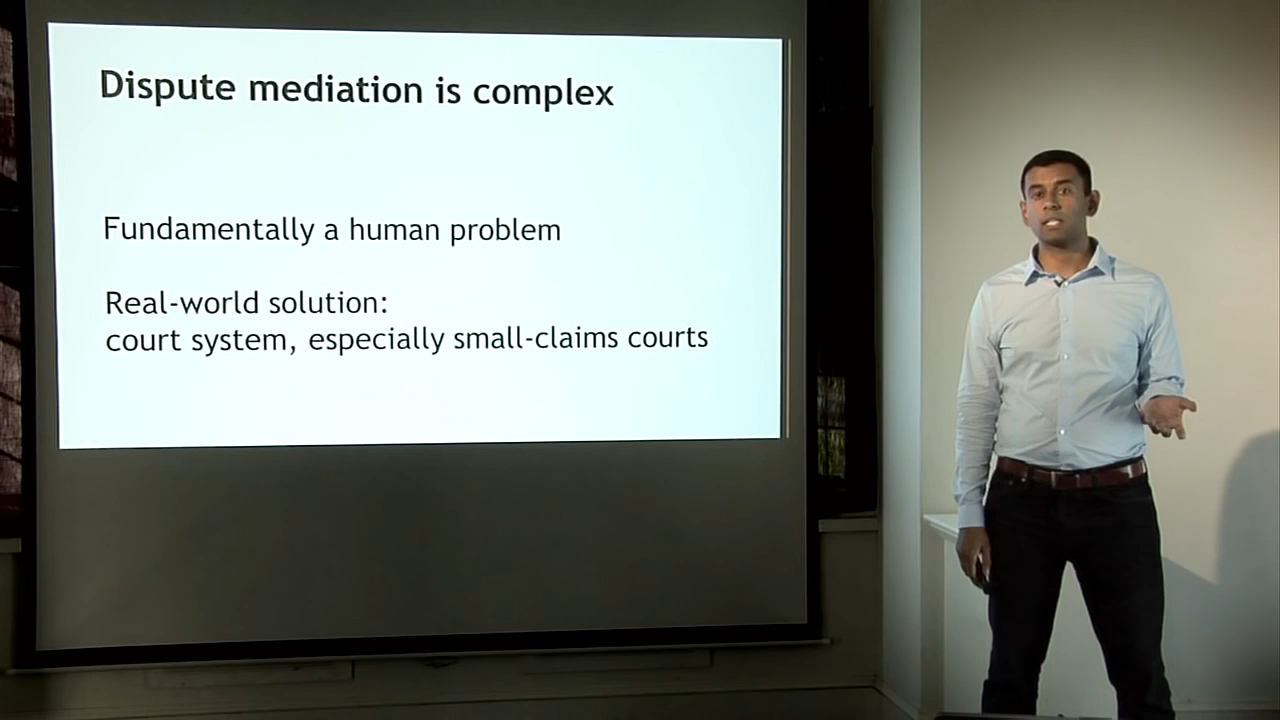 Dispute mediation is complex
Fundamentally a human problem
Real-world solution:
court system, especially small-claims courts